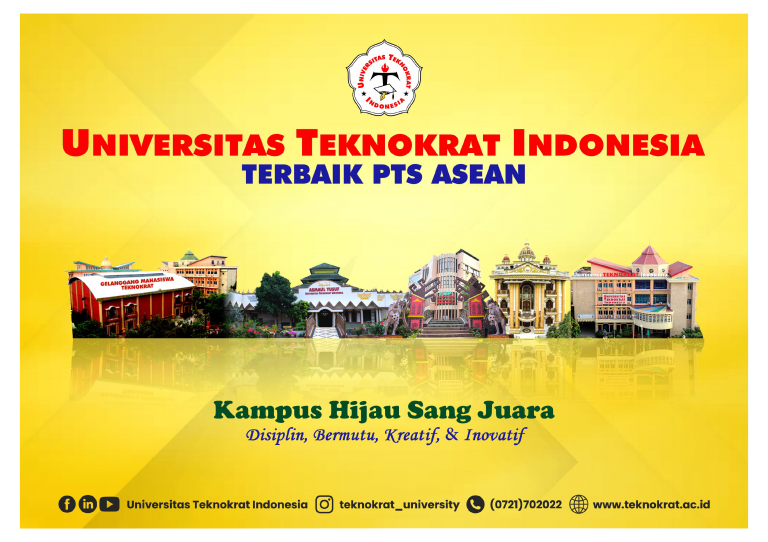 UNIVERSITAS TEKNOKRAT
INDONESIA
UNIVERSITAS TEKNOKRAT INDONESIA
TERBAIK PTS ASEAN
GELANGGANG MAHASISWA
TEKNOKRAT
TEKNOKRAT
Kampus Hijau Sang Juara
Disiplin, Bermutu, Kreatif, & Inovatif
Universitas Teknokrat Indonesia teknokrat_university (0721)702022 www.teknokrat.ac.id